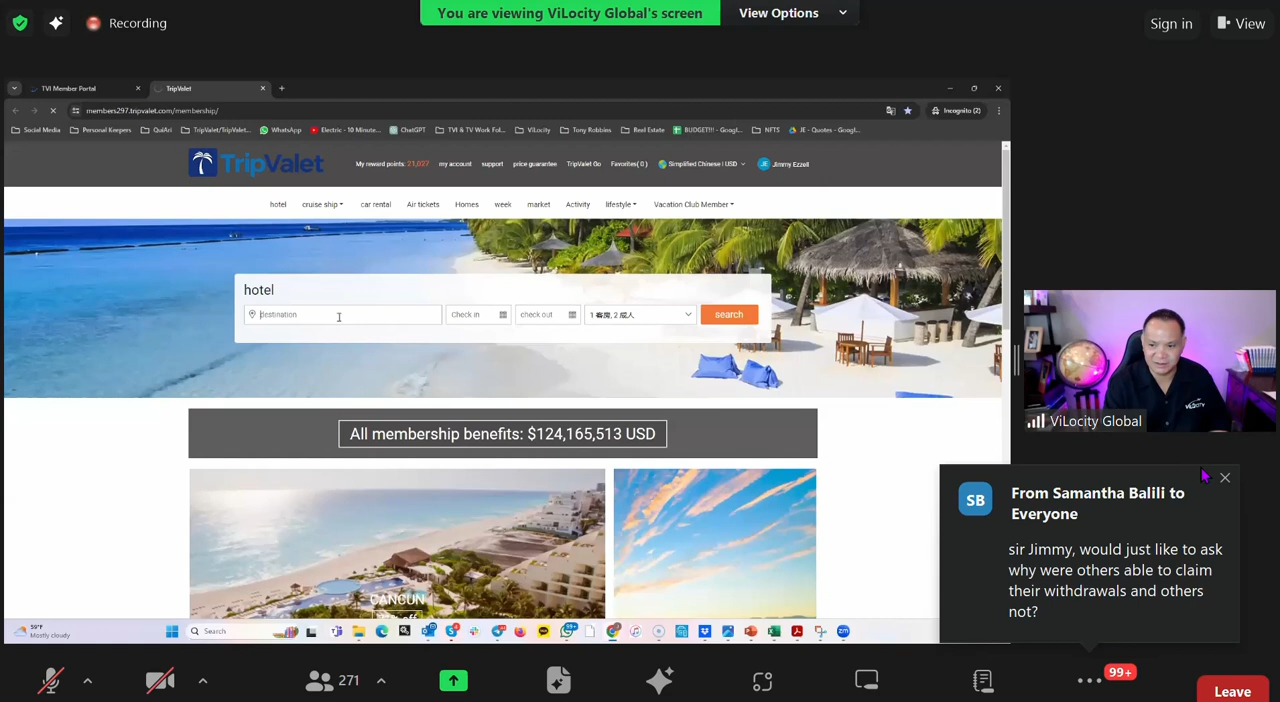 You are viewing ViLocity Global's screen
View Options
Recording
Sign in
View
TVI Member Portal
TripValet
members297.tripvalet.com/membership/
Incognito (2)
Social Media
Personal Keepers
QuiAri
TripValet/TripValet...
WhatsApp
Electric - 10 Minute...
ChatGPT
TVI & TV Work Fol...
ViLocity
Tony Robbins
Real Estate
BUDGET!!! - Googl...
NFTS
JE - Quotes - Googl...
TripValet
My reward points: 21,027
my account
support
price guarantee
TripValet Go
Favorites( 0 )
Simplified Chinese | USD
JE
Jimmy Ezzell
hotel
cruise ship
car rental
Air tickets
Homes
week
market
Activity
lifestyle
Vacation Club Member
hotel
destination
Check in
check out
1 客房, 2 成人
search
All membership benefits: $124,165,513 USD
CANCUN
ViLocity Global
SB
From Samantha Balili to
Everyone
sir Jimmy, would just like to ask
why were others able to claim
their withdrawals and others
not?
59°F
Mostly cloudy
Search
99+
271
99+
Leave